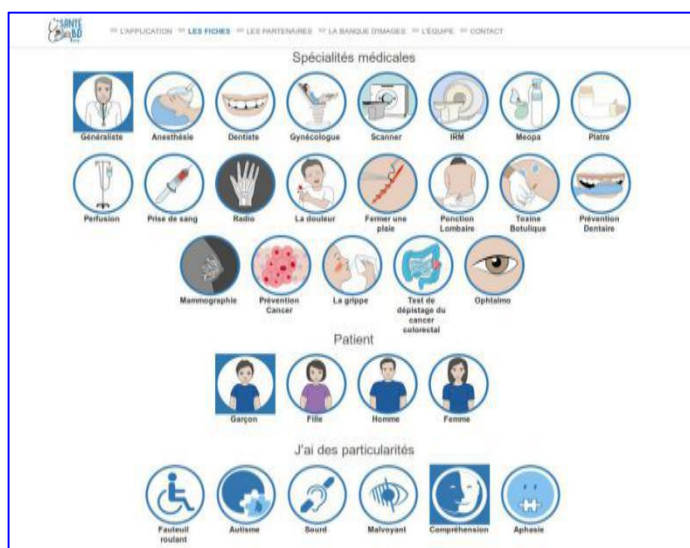 SANTÉ
BD
L'APPLICATION LES FICHES LES PARTENAIRES LA BANQUE D'IMAGES L'ÉQUIPE CONTACT
Spécialités médicales
Généraliste Anesthésie Dentiste Gynécologue Scanner IRM Meopa Platre
Perfusion Prise de sang Radio La douleur Fermer une plaie Ponction Lombaire Toxine Botulique Prévention Dentaire
Mammographie Prévention Cancer La grippe Test de dépistage du cancer colorectal Ophtalmo
Patient
Garçon Fille Homme Femme
J'ai des particularités
Fauteuil roulant Autisme Sourd Malvoyant Compréhension Aphasie